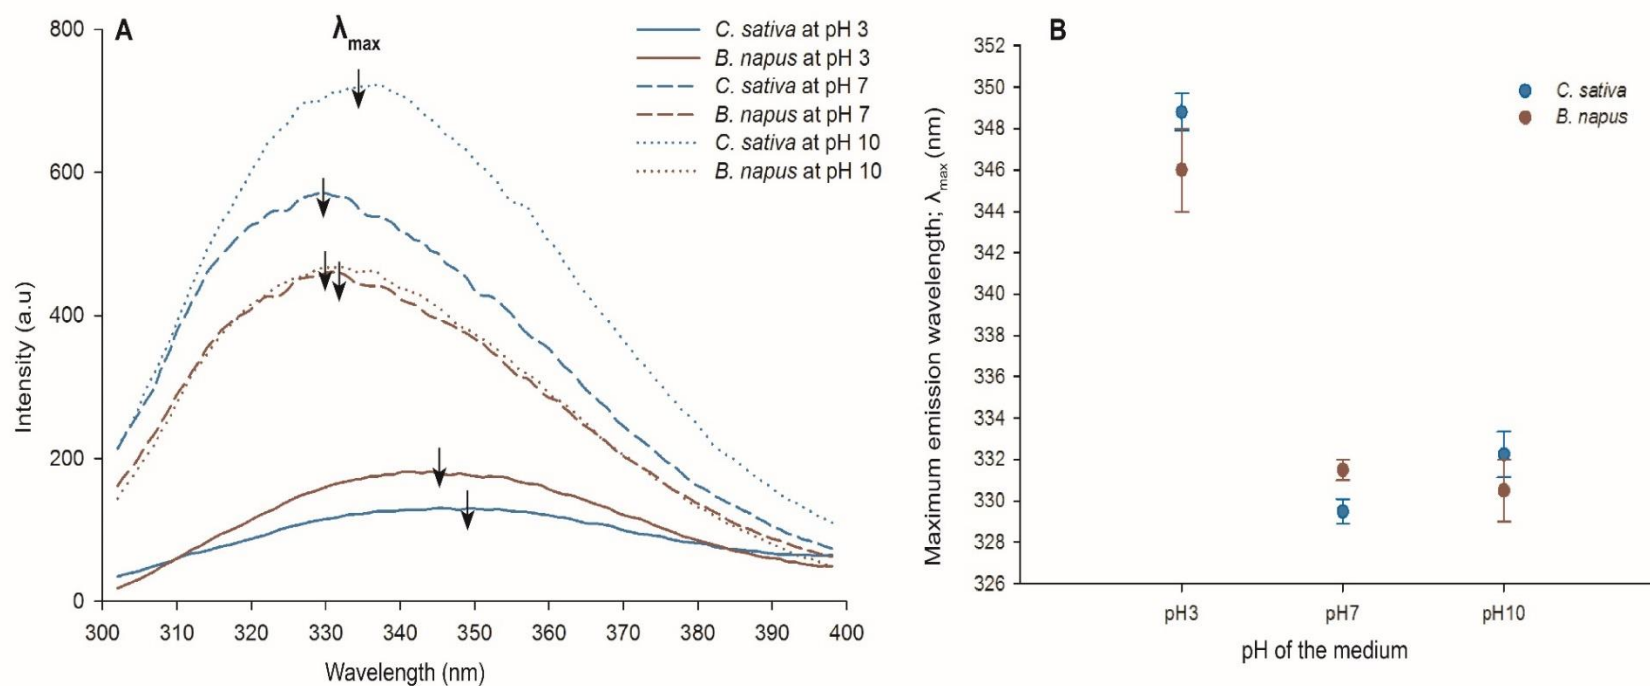 A
λmax
C. sativa at pH 3
B. napus at pH 3
C. sativa at pH 7
B. napus at pH 7
C. sativa at pH 10
B. napus at pH 10
800
600
400
200
0
Intensity (a.u)
300 310 320 330 340 350 360 370 380 390 400
Wavelength (nm)
B
C. sativa
B. napus
352
350
348
346
344
342
340
338
336
334
332
330
328
326
Maximum emission wavelength; λmax (nm)
pH3 pH7 pH10
pH of the medium